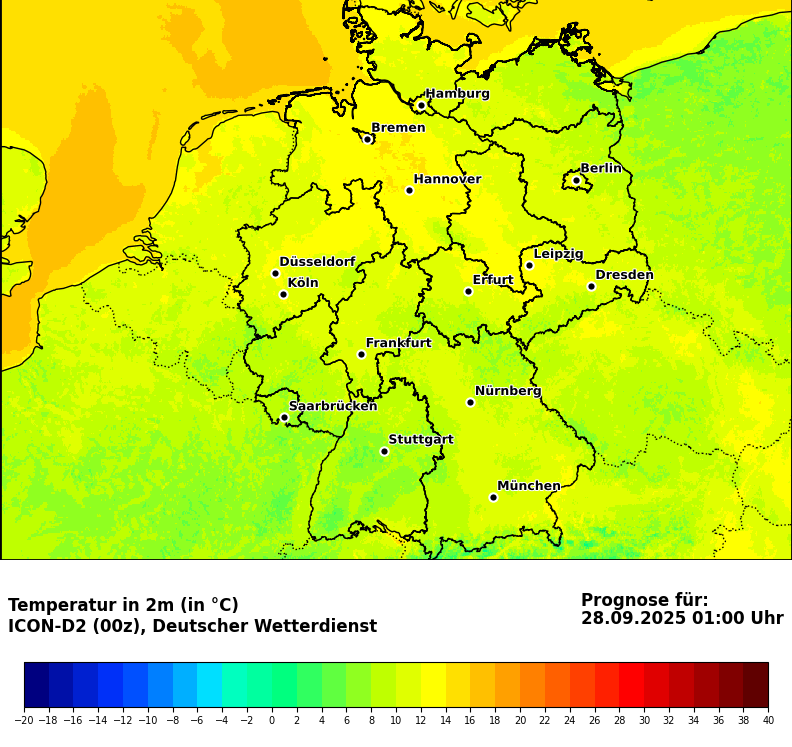 Hamburg
Bremen
Berlin
Hannover
Leipzig
Düsseldorf
Dresden
Köln
Erfurt
Frankfurt
Nürnberg
Saarbrücken
Stuttgart
München
Temperatur in 2m (in °C)
ICON-D2 (00z), Deutscher Wetterdienst
Prognose für:
28.09.2025 01:00 Uhr
−20 −18 −16 −14 −12 −10 −8 −6 −4 −2 0 2 4 6 8 10 12 14 16 18 20 22 24 26 28 30 32 34 36 38 40